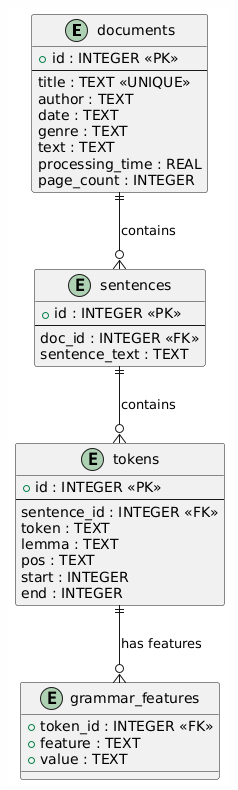 E documents
id : INTEGER «PK»
title : TEXT «UNIQUE»
author : TEXT
date : TEXT
genre : TEXT
text : TEXT
processing_time : REAL
page_count : INTEGER
contains
E sentences
id : INTEGER «PK»
doc_id : INTEGER «FK»
sentence_text : TEXT
contains
E tokens
id : INTEGER «PK»
sentence_id : INTEGER «FK»
token : TEXT
lemma : TEXT
pos : TEXT
start : INTEGER
end : INTEGER
has features
E grammar_features
token_id : INTEGER «FK»
feature : TEXT
value : TEXT